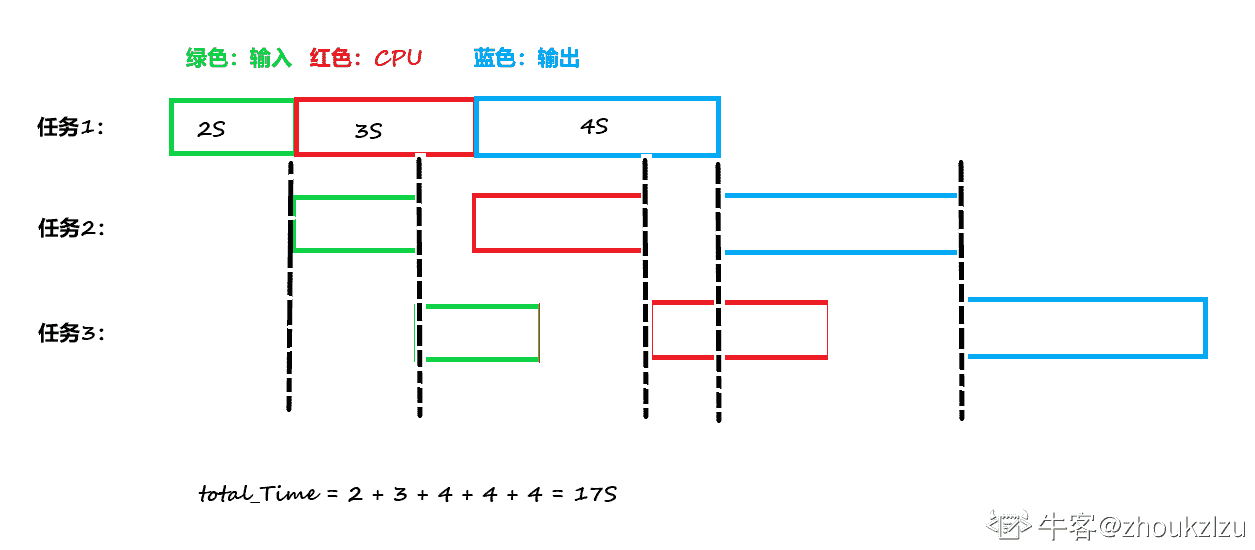 绿色：输入 红色：CPU 蓝色：输出
任务1：
2S 3S 4S
任务2：
任务3：
total_Time = 2 + 3 + 4 + 4 + 4 = 17S
牛客@zhoukzlzu